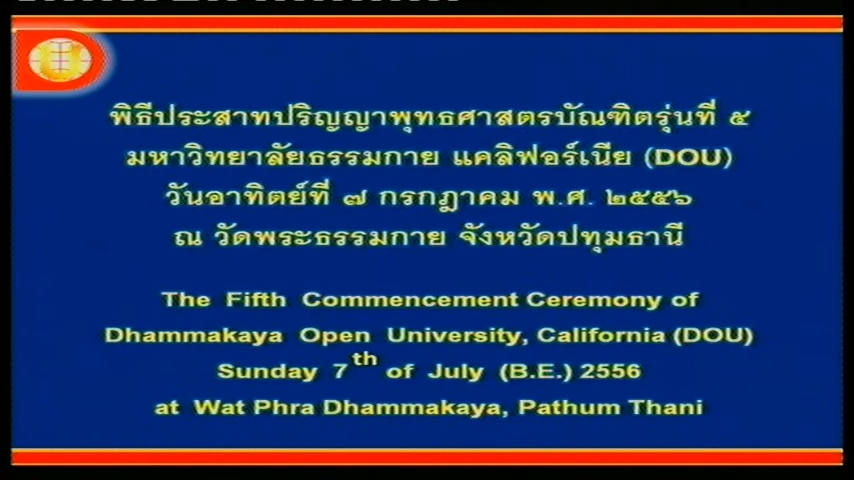 พิธีประสาทปริญญาพุทธศาสตรบัณฑิตรุ่นที่ ๕
มหาวิทยาลัยธรรมกาย แคลิฟอร์เนีย (DOU)
วันอาทิตย์ที่ ๗ กรกฎาคม พ.ศ. ๒๕๕๖
ณ วัดพระธรรมกาย จังหวัดปทุมธานี
The Fifth Commencement Ceremony of
Dhammakaya Open University, California (DOU)
Sunday 7th of July (B.E.) 2556
at Wat Phra Dhammakaya, Pathum Thani